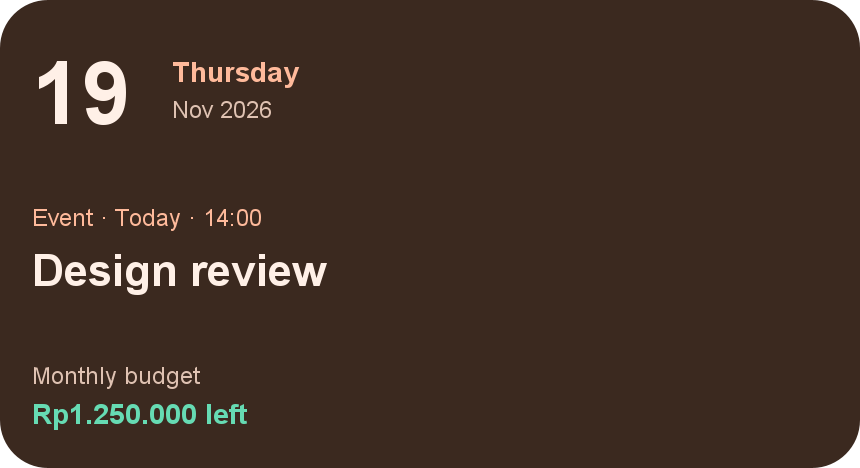 19
Thursday
Nov 2026
Event · Today · 14:00
Design review
Monthly budget
Rp1.250.000 left